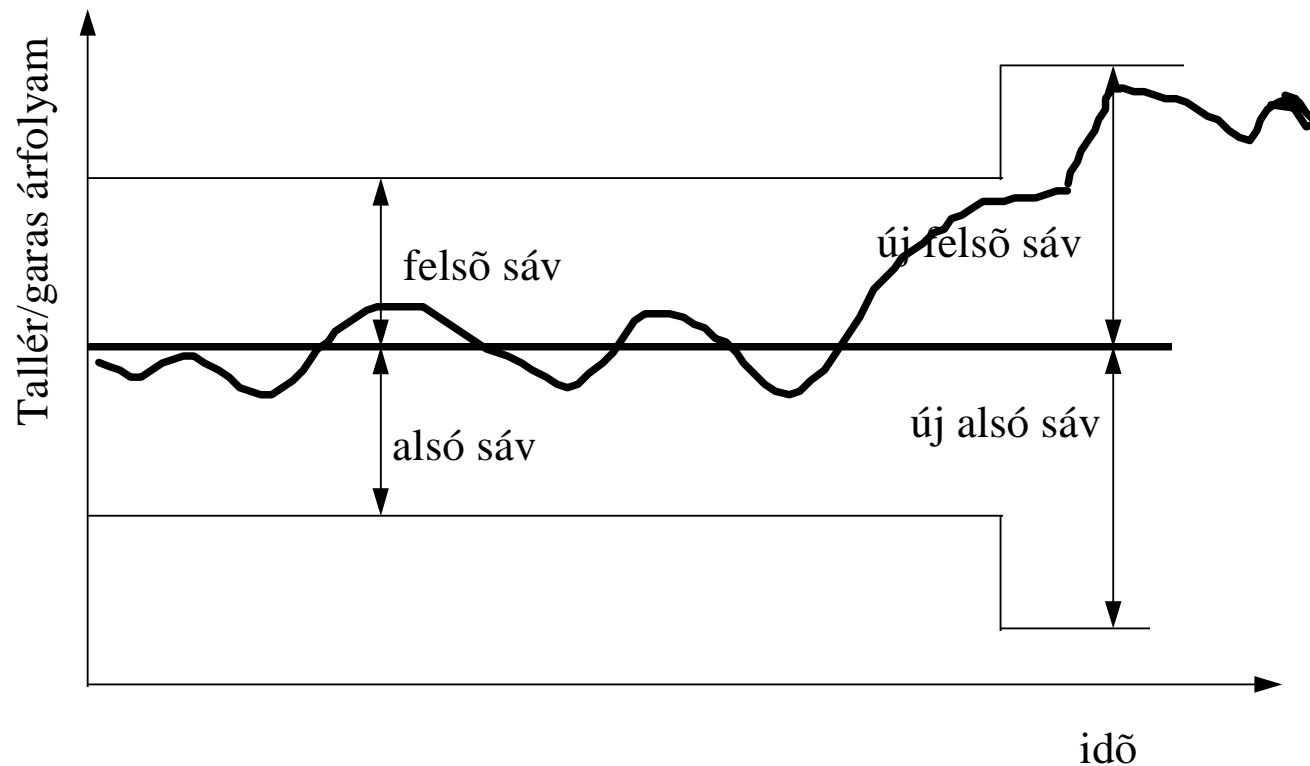 Tallér/garas árfolyam
felsõ sáv
új felsõ sáv
alsó sáv
új alsó sáv
idõ